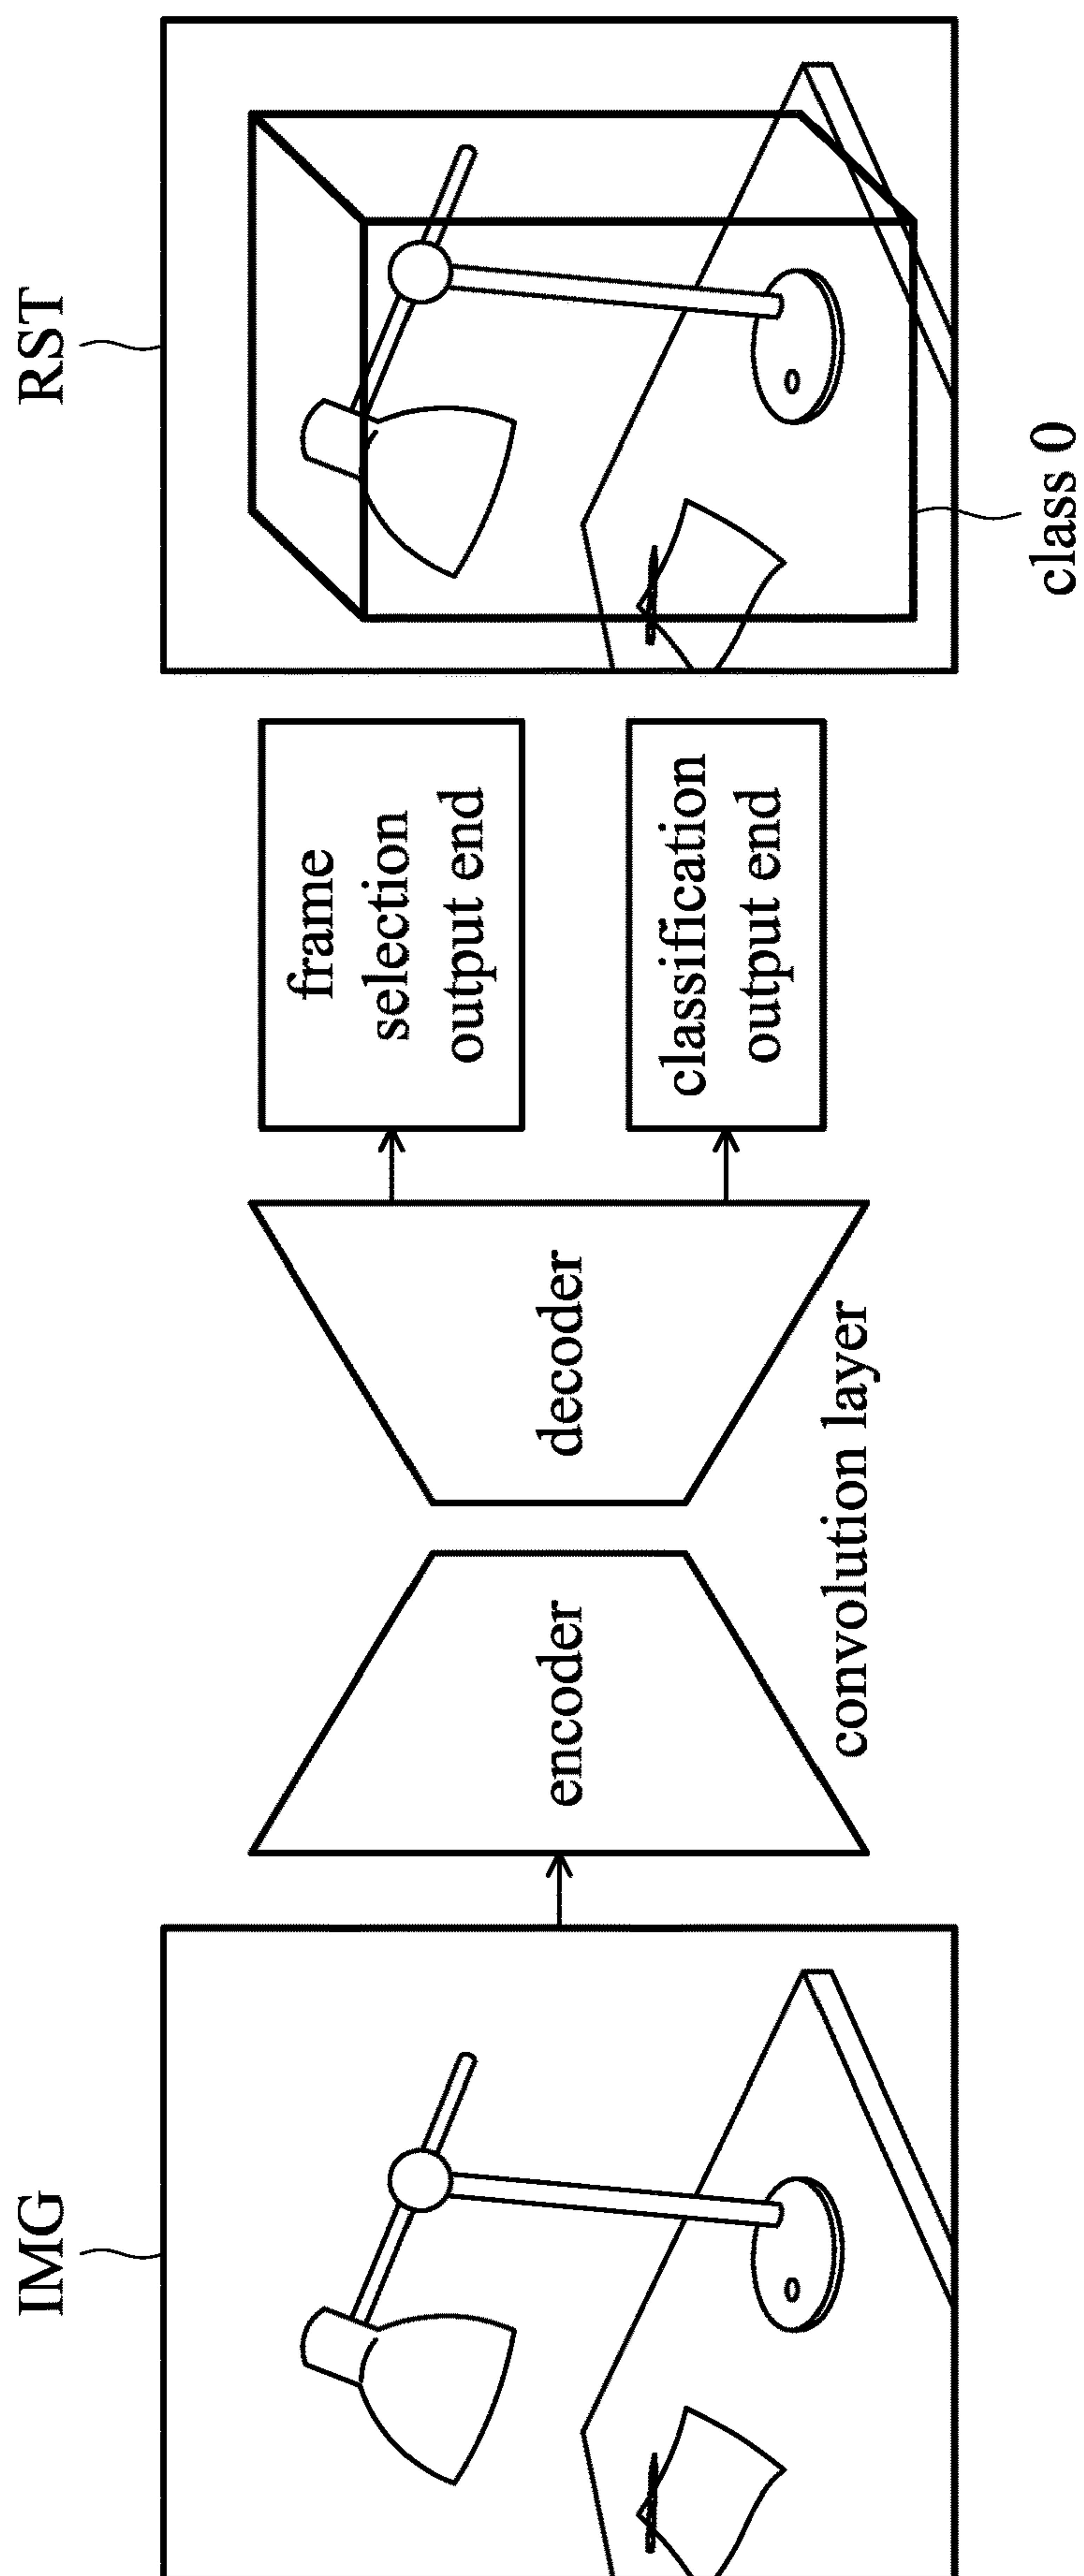 IMG
encoder
convolution layer
decoder
frame
selection
output end
classification
output end
RST
class 0